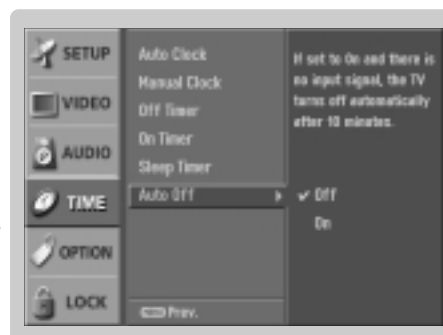 SETUP
VIDEO
AUDIO
TIME
OPTION
LOCK
Auto Clock
Manual Clock
Off Timer
On Timer
Sleep Timer
Auto Off
Prev.
If set to On and there is
no input signal, the TV
turns off automatically
after 10 minutes.
Off
On